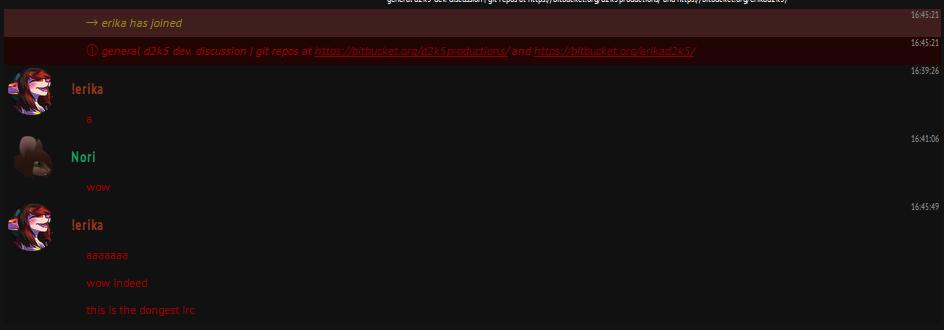 general d2k5 dev. discussion | git repos at https://bitbucket.org/d2k5productions/ and https://bitbucket.org/erikad2k5/
→ erika has joined 16:45:21
ⓘ general d2k5 dev. discussion | git repos at https://bitbucket.org/d2k5productions/ and https://bitbucket.org/erikad2k5/ 16:45:21
!erika 16:39:26
a
Nori 16:41:06
wow
!erika 16:45:49
aaaaaaa
wow indeed
this is the dongest irc